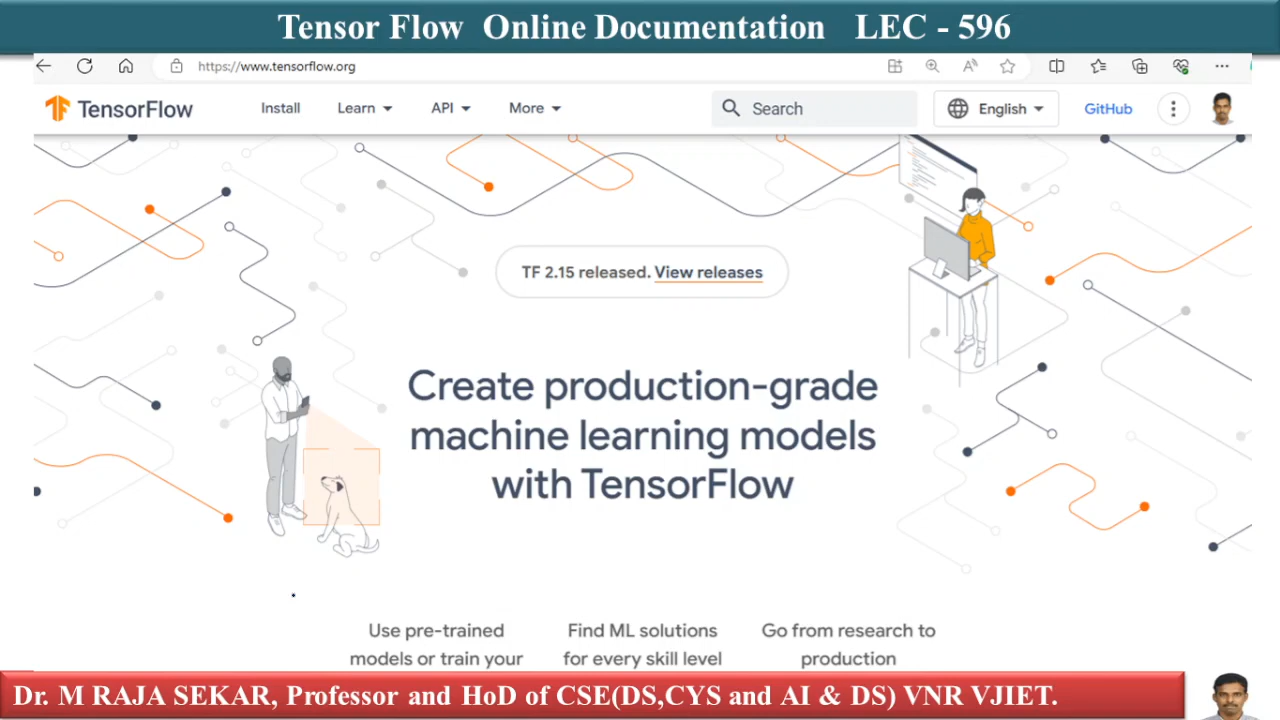 Tensor Flow Online Documentation LEC - 596
https://www.tensorflow.org
TensorFlow Install Learn API More Search English GitHub
TF 2.15 released. View releases
Create production-grade
machine learning models
with TensorFlow
Use pre-trained
models or train your
Find ML solutions
for every skill level
Go from research to
production
Dr. M RAJA SEKAR, Professor and HoD of CSE(DS,CYS and AI & DS) VNR VJIET.